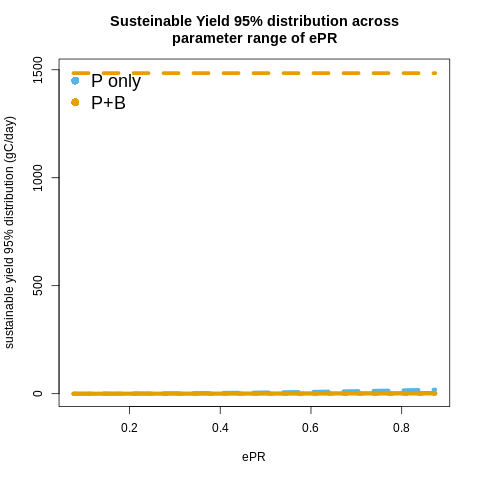 Susteinable Yield 95% distribution across
parameter range of ePR
sustainable yield 95% distribution (gC/day)
1500
1000
500
0
P only
P+B
0.2
0.4
0.6
0.8
ePR